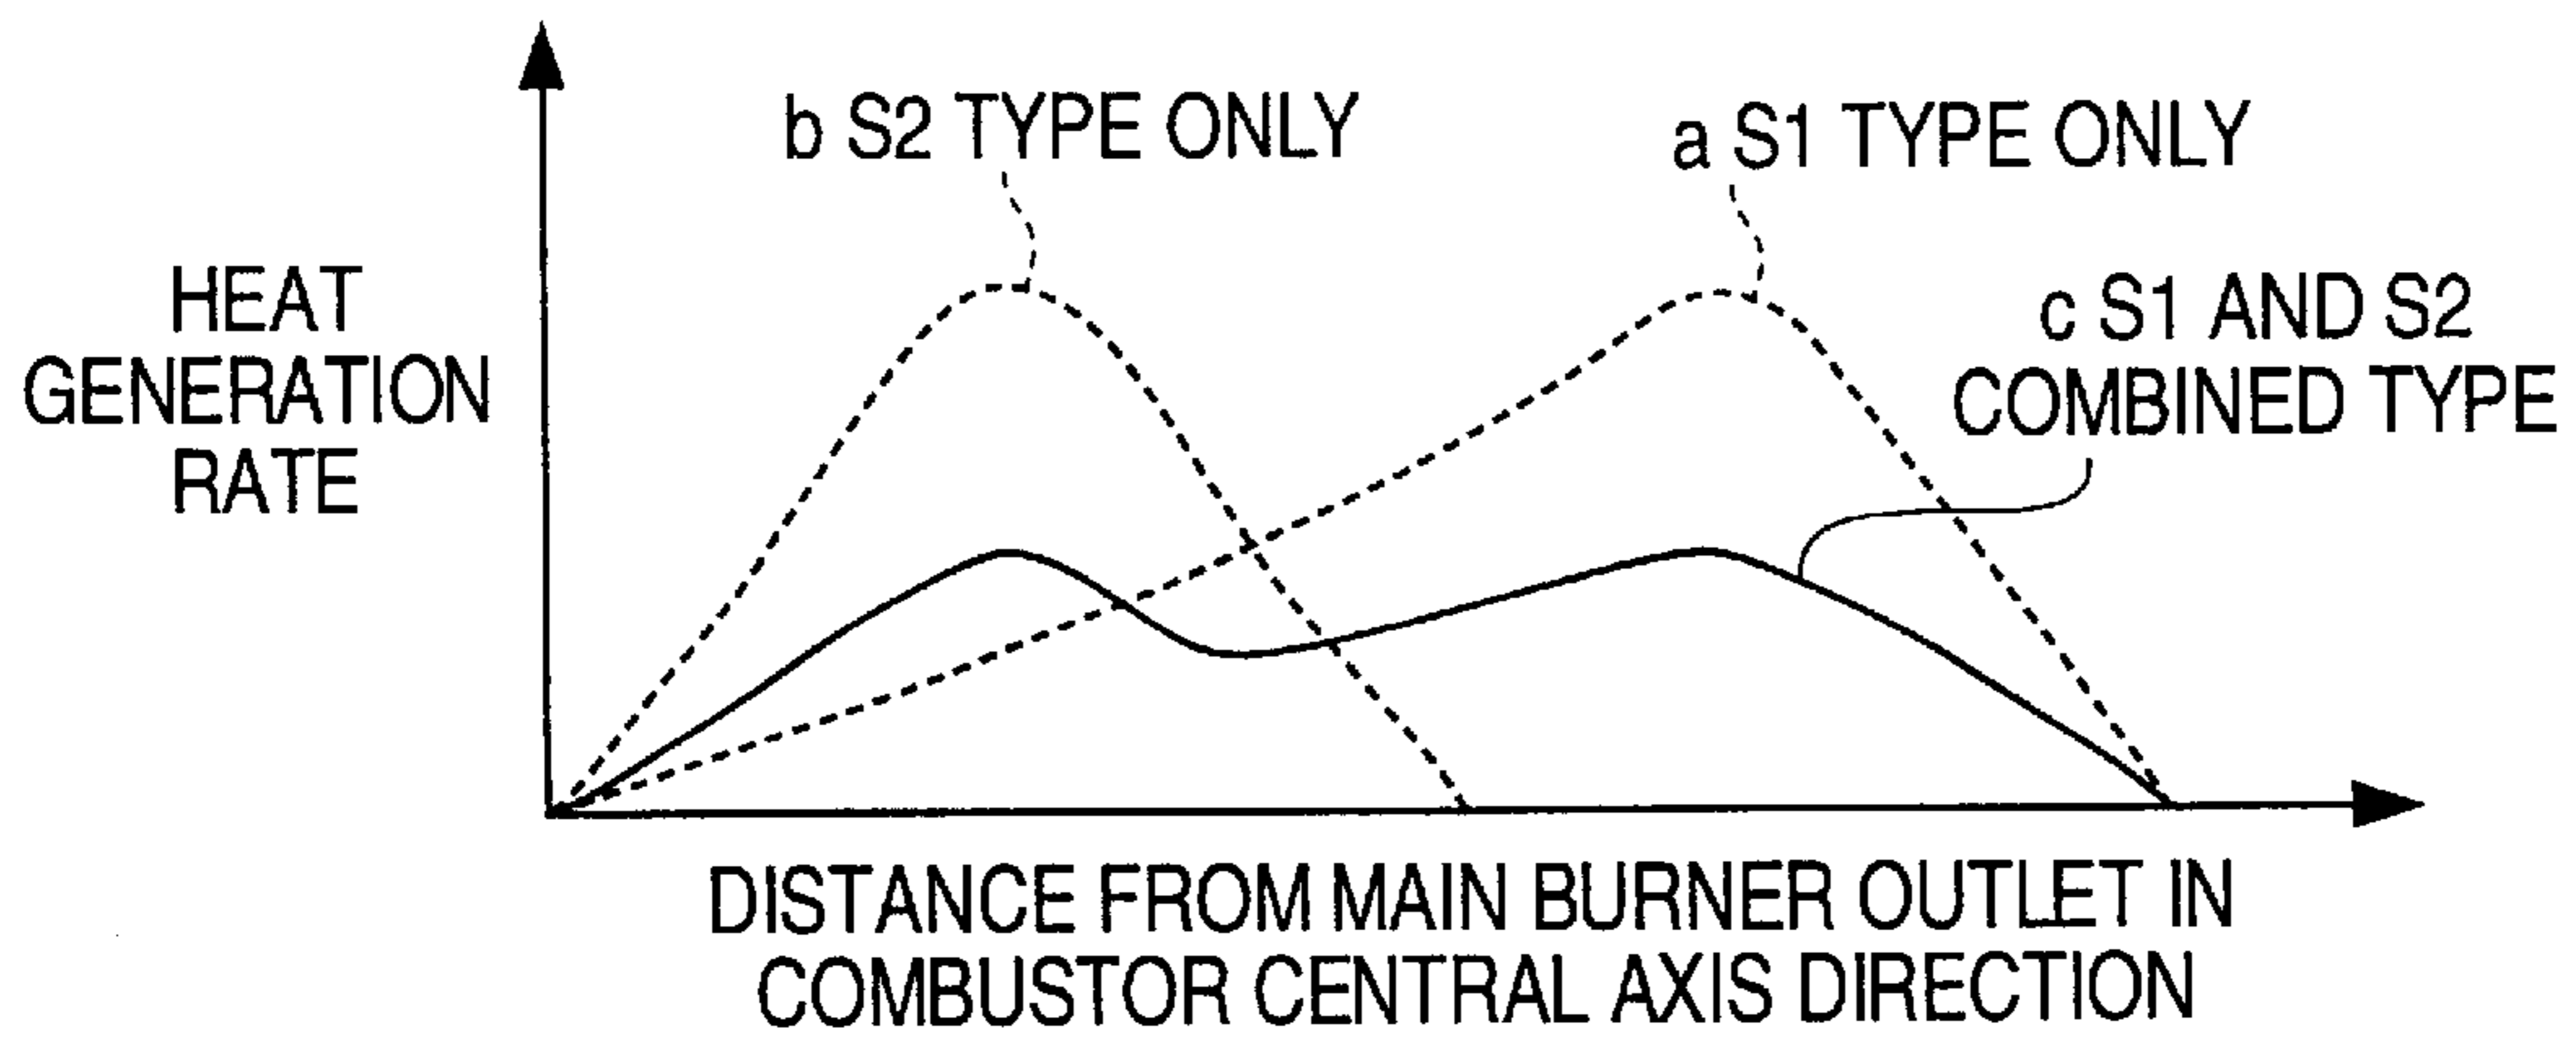 b S2 TYPE ONLY
a S1 TYPE ONLY
c S1 AND S2
COMBINED TYPE
HEAT
GENERATION
RATE
DISTANCE FROM MAIN BURNER OUTLET IN
COMBUSTOR CENTRAL AXIS DIRECTION